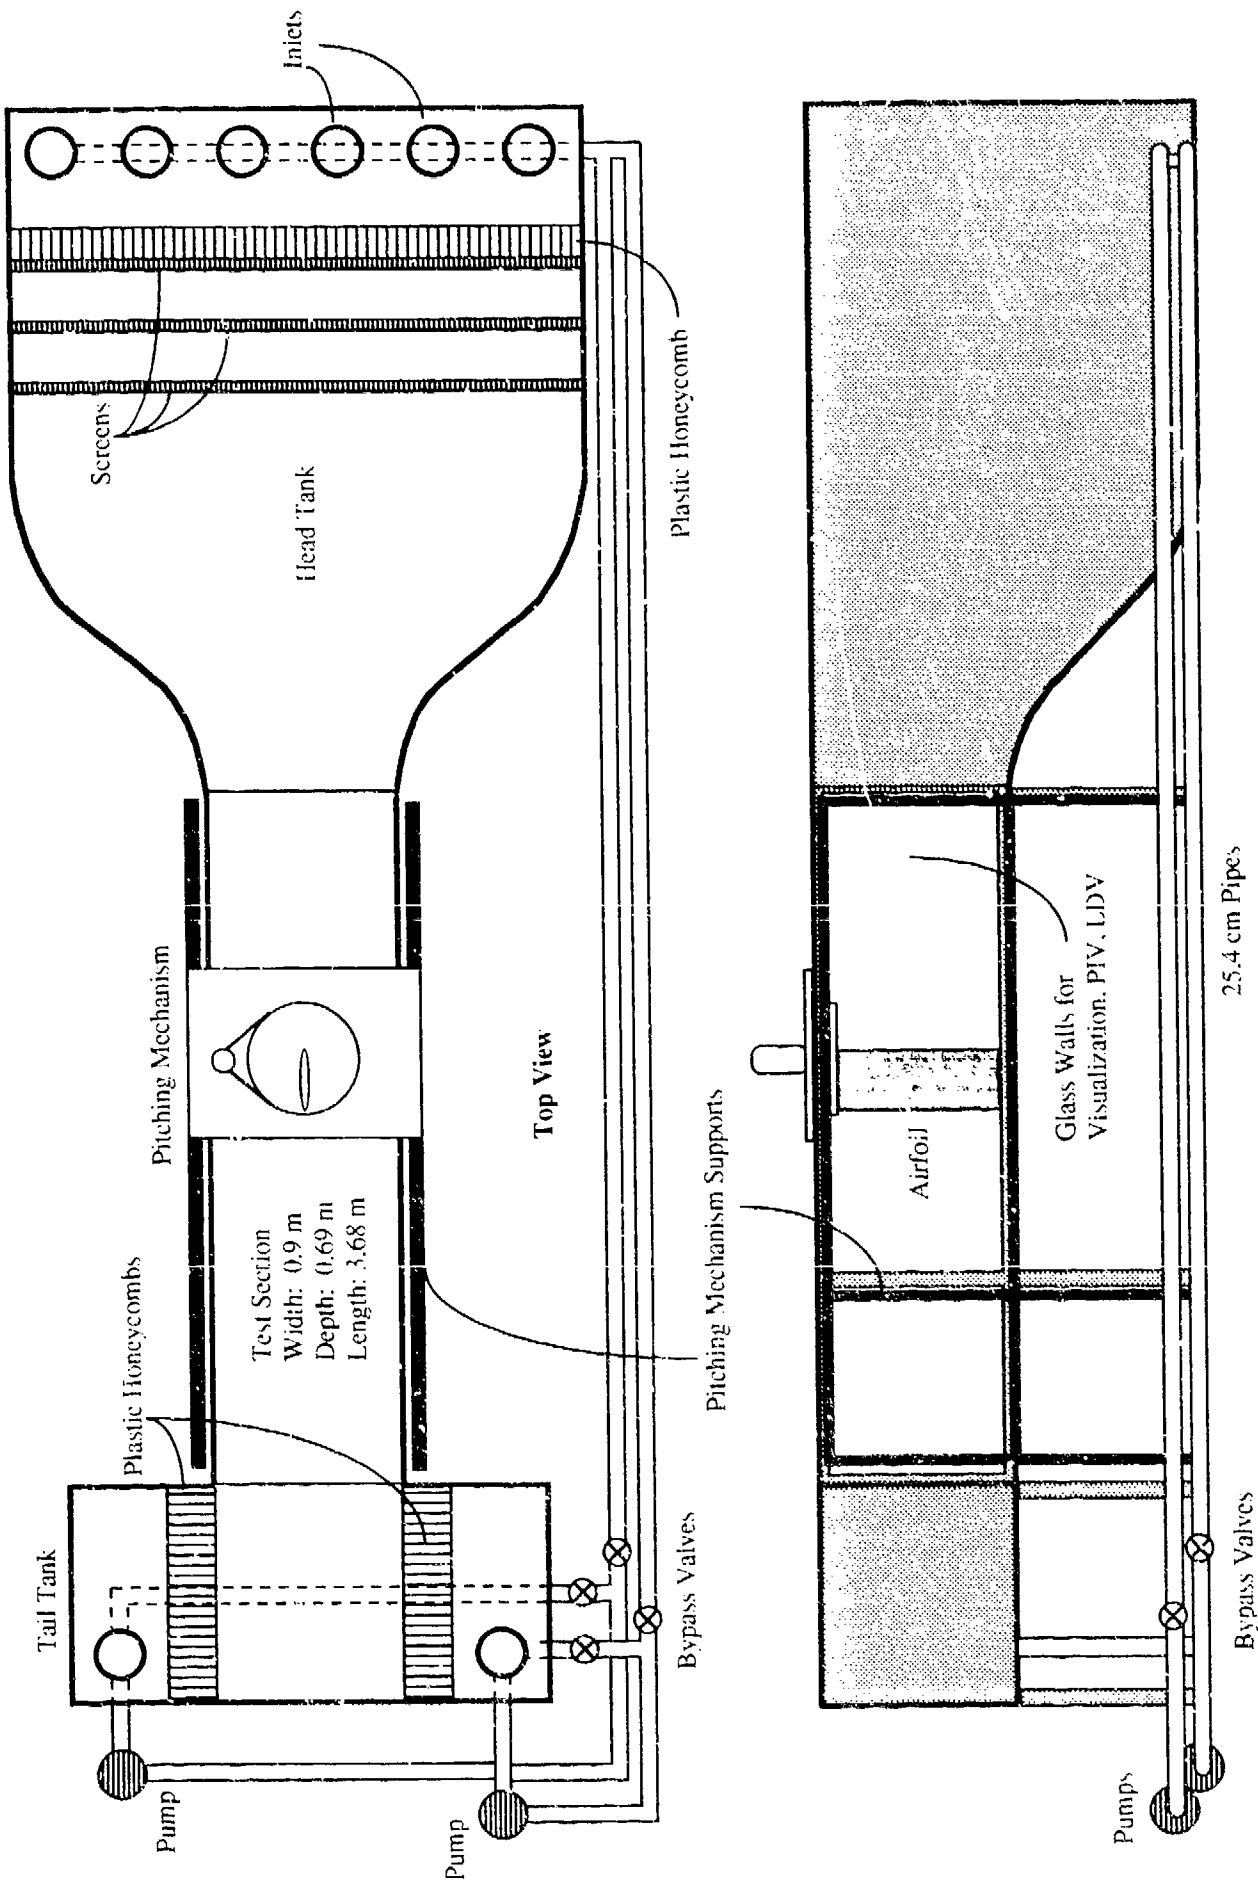 Tail Tank
Plastic Honeycombs
Pitching Mechanism
Screens
Inlets
Pump
Test Section
Width: 0.9 m
Depth: 0.69 m
Length: 3.68 m
Head Tank
Pump
Top View
Bypass Valves
Pitching Mechanism Supports
Plastic Honeycomb
Airfoil
Glass Walls for
Visualization, PIV, LDV
Pumps
Bypass Valves
25.4 cm Pipes